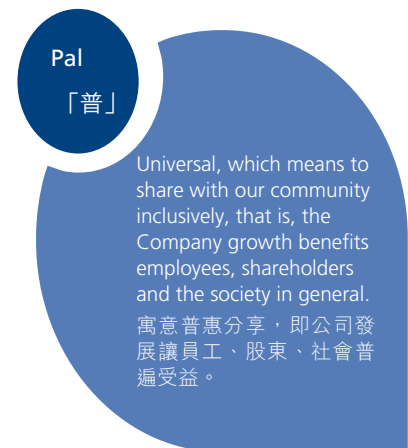 Pal
「普」
Universal, which means to
share with our community
inclusively, that is, the
Company growth benefits
employees, shareholders
and the society in general.
寓意普惠分享，即公司發
展讓員工、股東、社會普
遍受益。